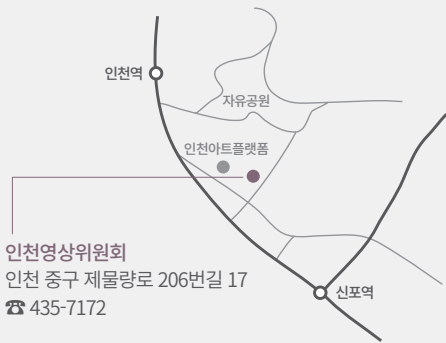 인천역
자유공원
인천아트플랫폼
인천영상위원회
인천 중구 제물량로 206번길 17
☎ 435-7172
신포역